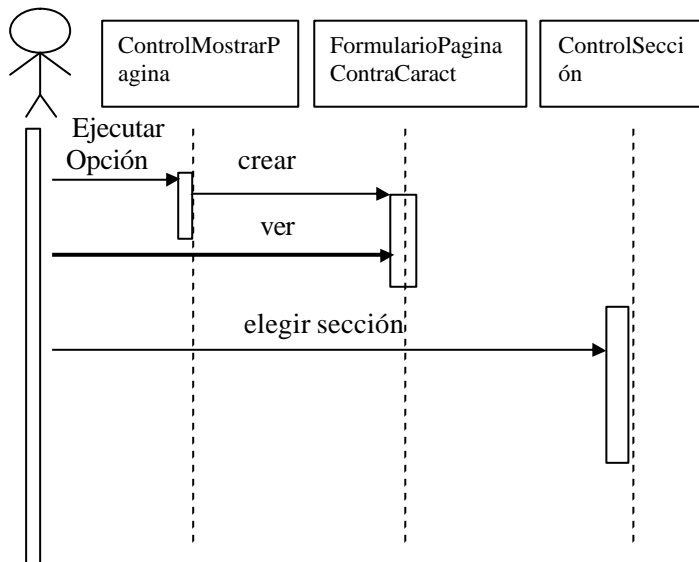 ControlMostrarP
agina
FormularioPagina
ContraCaract
ControlSecci
ón
Ejecutar
Opción
crear
ver
elegir sección